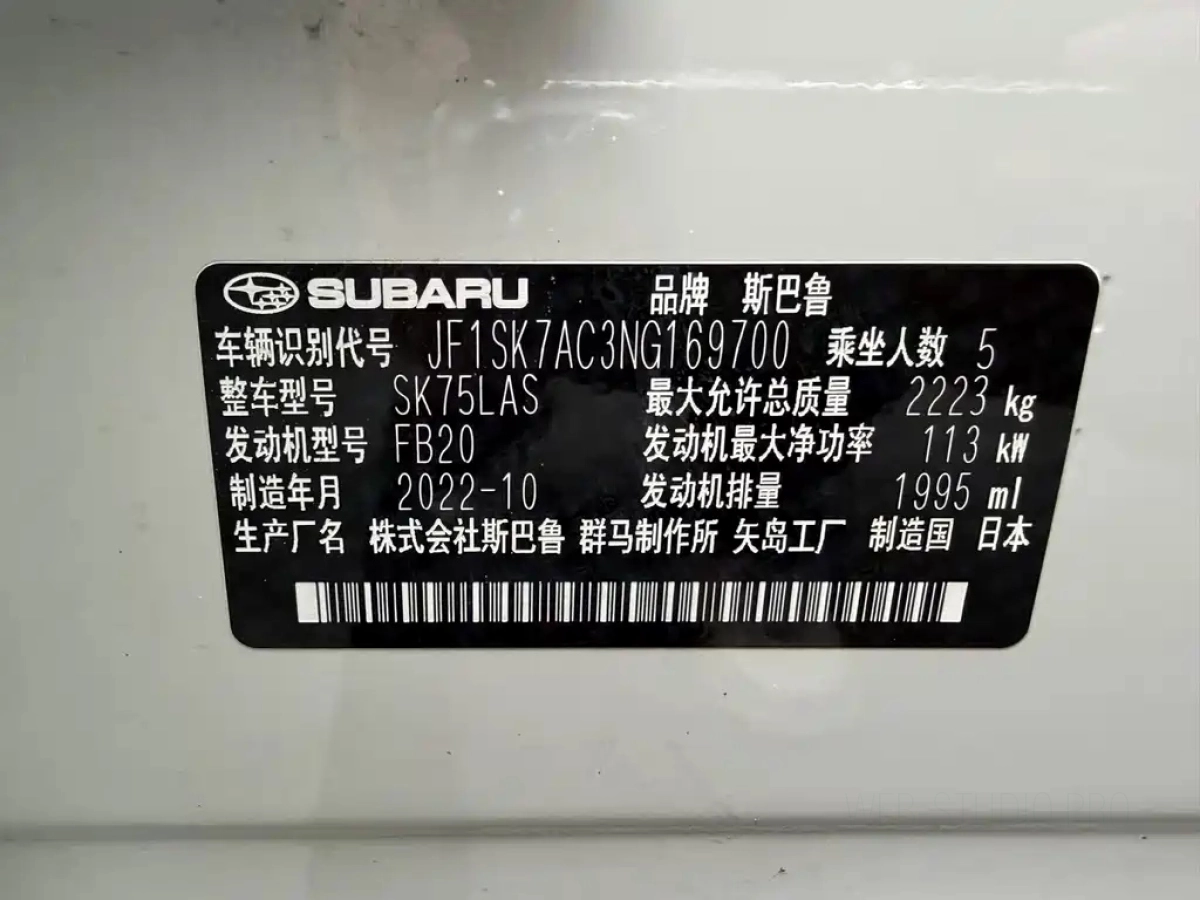 SUBARU 品牌 斯巴鲁
车辆识别代号 JF1SK7AC3NG169700 乘坐人数 5
整车型号 SK75LAS 最大允许总质量 2223 kg
发动机型号 FB20 发动机最大净功率 113 kW
制造年月 2022-10 发动机排量 1995 ml
生产厂名 株式会社斯巴鲁 群马制作所 矢岛工厂 制造国 日本